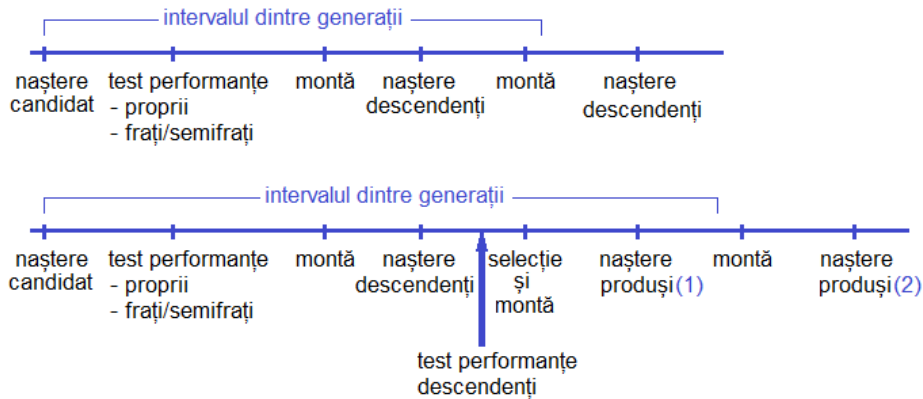 intervalul dintre generații
naștere candidat
test performanțe
- proprii
- frați/semifrați
montă
naștere
descendenți
montă
naștere
descendenți
intervalul dintre generații
naștere candidat
test performanțe
- proprii
- frați/semifrați
montă
naștere
descendenți
selecție
și
montă
naștere
produși(1)
montă
naștere
produși(2)
test performanțe
descendenți